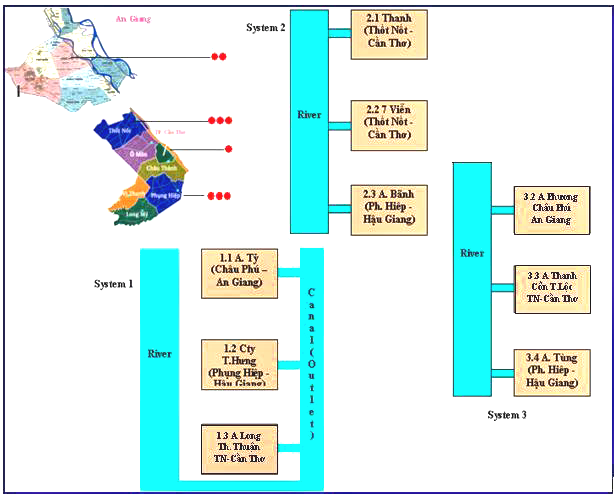 An Giang
System 2
2.1 Thanh
(Thốt Nốt -
Cần Thơ)
River
2.2 7 Viễn
(Thốt Nốt -
Cần Thơ)
2.3 A. Bãnh
(Ph. Hiệp -
Hậu Giang)
Thốt Nốt
TP. Cần Thơ
Ô Môn
Châu Thành
Phụng Hiệp
Long Mỹ
System 1
River
1.1 A. Tỷ
(Châu Phú –
An Giang)
1.2 Cty
T.Hưng
(Phụng Hiệp -
Hậu Giang)
1.3 A Long
Th. Thuấn
TN-Cần Thơ
Canal(Outlet)
River
3.2 A Phương
Châu Phú
An Giang
3.3 A Thanh
Cồn T.Lộc
TN-Cần Thơ
3.4 A. Tùng
(Ph. Hiệp -
Hậu Giang)
System 3